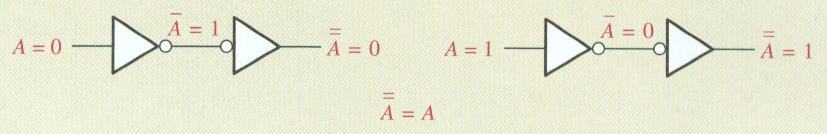 A = 0 A̅ = 1 A̿ = 0 A = 1 A̅ = 0 A̿ = 1
A̿ = A